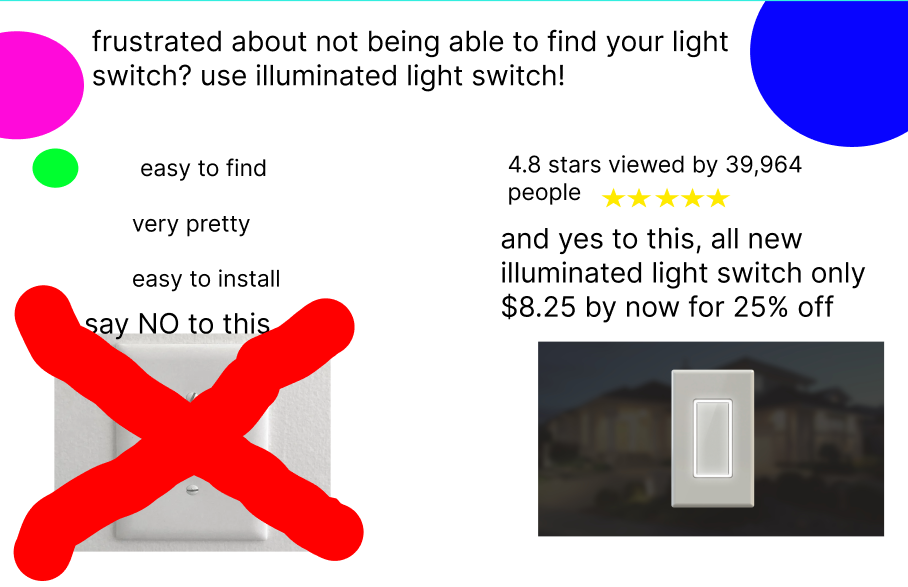 frustrated about not being able to find your light
switch? use illuminated light switch!
easy to find
very pretty
easy to install
say NO to this
4.8 stars viewed by 39,964
people ★★★★★
and yes to this, all new
illuminated light switch only
$8.25 by now for 25% off